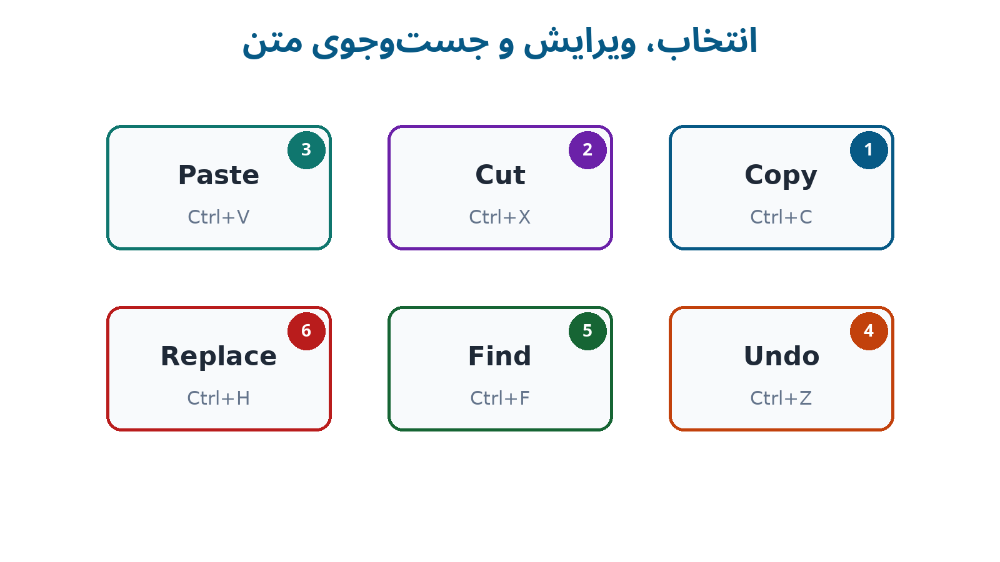 انتخاب، ویرایش و جست‌وجوی متن
1
Copy
Ctrl+C
2
Cut
Ctrl+X
3
Paste
Ctrl+V
4
Undo
Ctrl+Z
5
Find
Ctrl+F
6
Replace
Ctrl+H